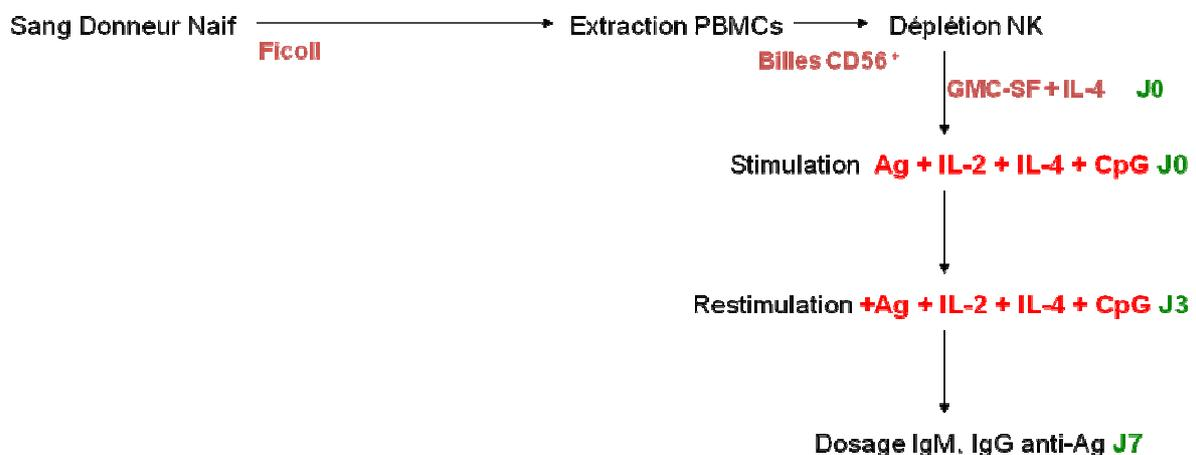 Sang Donneur Naif Extraction PBMCs Déplétion NK
Ficoll
Billes CD56 +
GMC-SF + IL-4 J0
Stimulation Ag + IL-2 + IL-4 + CpG J0
Restimulation +Ag + IL-2 + IL-4 + CpG J3
Dosage IgM, IgG anti-Ag J7